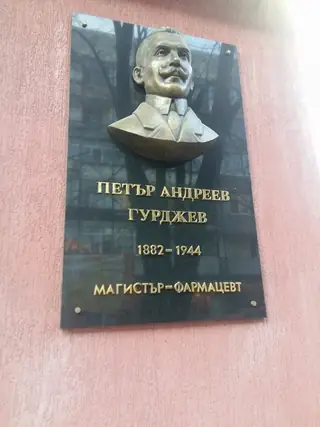 ПЕТЪР АНДРЕЕВ
ГУРДЖЕВ
1882-1944
МАГИСТЪР-ФАРМАЦЕВТ